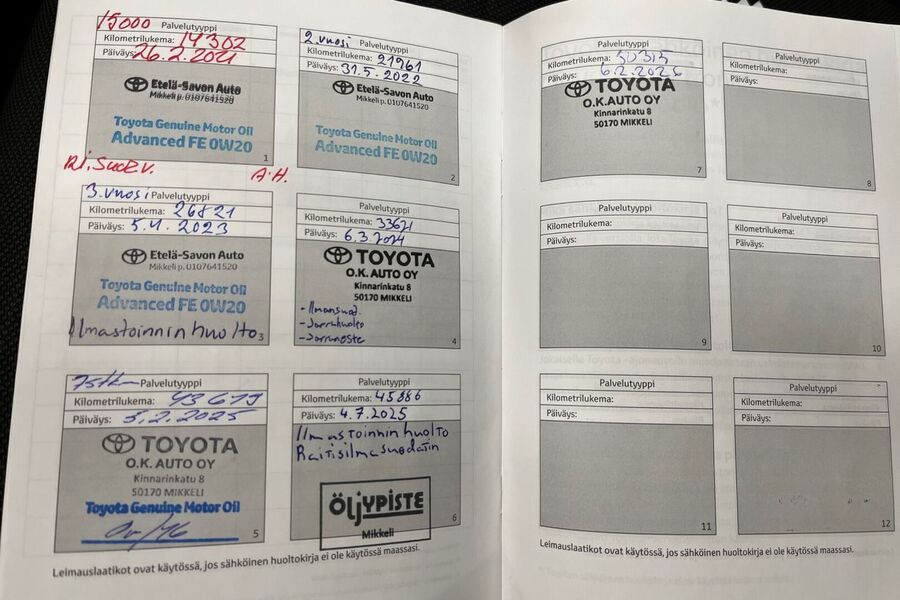 15000 Palvelutyyppi
Kilometrilukema: 14302
Päiväys: 26.2.2021
Etelä-Savon Auto
Mikkeli p. 0107641520
Toyota Genuine Motor Oil
Advanced FE 0W20
1
A.H.
2.vuosi Palvelutyyppi
Kilometrilukema: 21961
Päiväys: 31.5.2022
Etelä-Savon Auto
Mikkeli p. 0107641520
Toyota Genuine Motor Oil
Advanced FE 0W20
2
3.vuosi Palvelutyyppi
Kilometrilukema: 26821
Päiväys: 5.4.2023
Etelä-Savon Auto
Mikkeli p. 0107641520
Toyota Genuine Motor Oil
Advanced FE 0W20
Ilmastoinnin huolto
3
Palvelutyyppi
Kilometrilukema: 33621
Päiväys: 6.3.2024
TOYOTA
O.K. AUTO OY
Kinnarinkatu 8
50170 MIKKELI
- Ilmansuod.
- Jarruhuolto
- Jarruneste
4
75tkm Palvelutyyppi
Kilometrilukema: 43679
Päiväys: 5.2.2025
TOYOTA
O.K. AUTO OY
Kinnarinkatu 8
50170 MIKKELI
Toyota Genuine Motor Oil
5
Palvelutyyppi
Kilometrilukema: 45886
Päiväys: 4.7.2025
Ilmastoinnin huolto
Raitisilmasuodatin
ÖLJYPISTE
Mikkeli
6
Leimauslaatikot ovat käytössä, jos sähköinen huoltokirja ei ole käytössä maassasi.
Palvelutyyppi
Kilometrilukema: 50315
Päiväys: 6.2.2026
TOYOTA
O.K.AUTO OY
Kinnarinkatu 8
50170 MIKKELI
7
Palvelutyyppi
Kilometrilukema:
Päiväys:
8
Palvelutyyppi
Kilometrilukema:
Päiväys:
9
Palvelutyyppi
Kilometrilukema:
Päiväys:
10
Palvelutyyppi
Kilometrilukema:
Päiväys:
11
Palvelutyyppi
Kilometrilukema:
Päiväys:
12
Leimauslaatikot ovat käytössä, jos sähköinen huoltokirja ei ole käytössä maassasi.